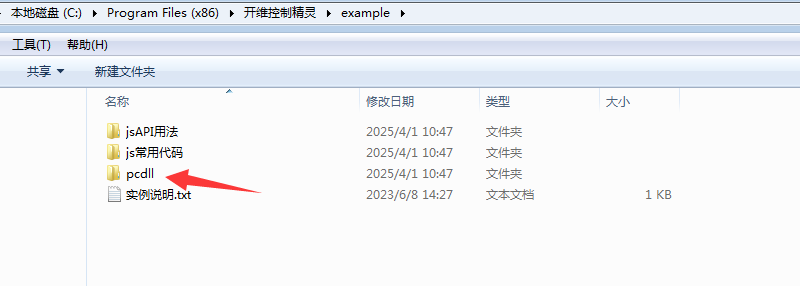 本地磁盘 (C:) ▸ Program Files (x86) ▸ 开维控制精灵 ▸ example ▸
工具(T) 帮助(H)
共享 新建文件夹
名称 修改日期 类型 大小
jsAPI用法 2025/4/1 10:47 文件夹
js常用代码 2025/4/1 10:47 文件夹
pcdll 2025/4/1 10:47 文件夹
实例说明.txt 2023/6/8 14:27 文本文档 1 KB